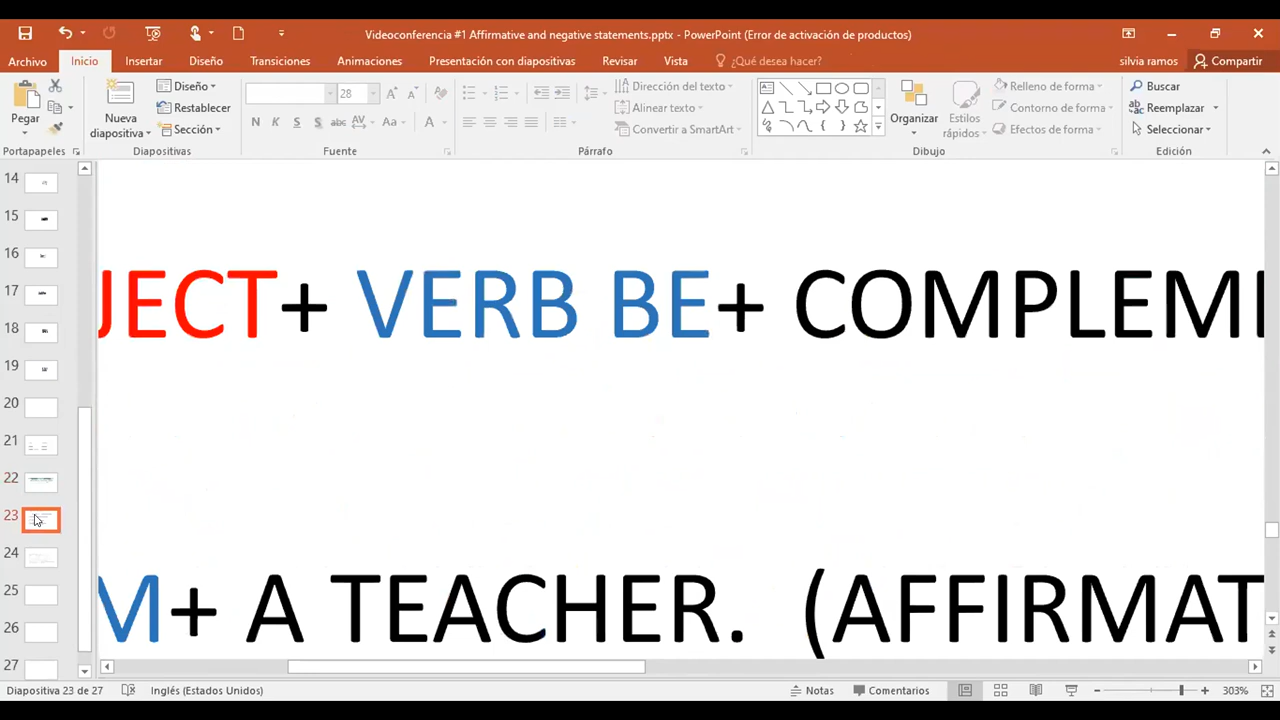 Videoconferencia #1 Affirmative and negative statements.pptx - PowerPoint (Error de activación de productos)
Archivo Inicio Insertar Diseño Transiciones Animaciones Presentación con diapositivas Revisar Vista ¿Qué desea hacer? silvia ramos Compartir
Pegar
Nueva diapositiva
Diseño
Restablecer
Sección
28
N K S S abc AV Aa A
Dirección del texto
Alinear texto
Convertir a SmartArt
Organizar
Estilos rápidos
Relleno de forma
Contorno de forma
Efectos de forma
Buscar
Reemplazar
Seleccionar
Portapapeles Diapositivas Fuente Párrafo Dibujo Edición
14
15
16
17
18
19
20
21
22
23
24
25
26
27
JECT+ VERB BE+ COMPLEME
M+ A TEACHER. (AFFIRMAT
Diapositiva 23 de 27 Inglés (Estados Unidos) Notas Comentarios 303%